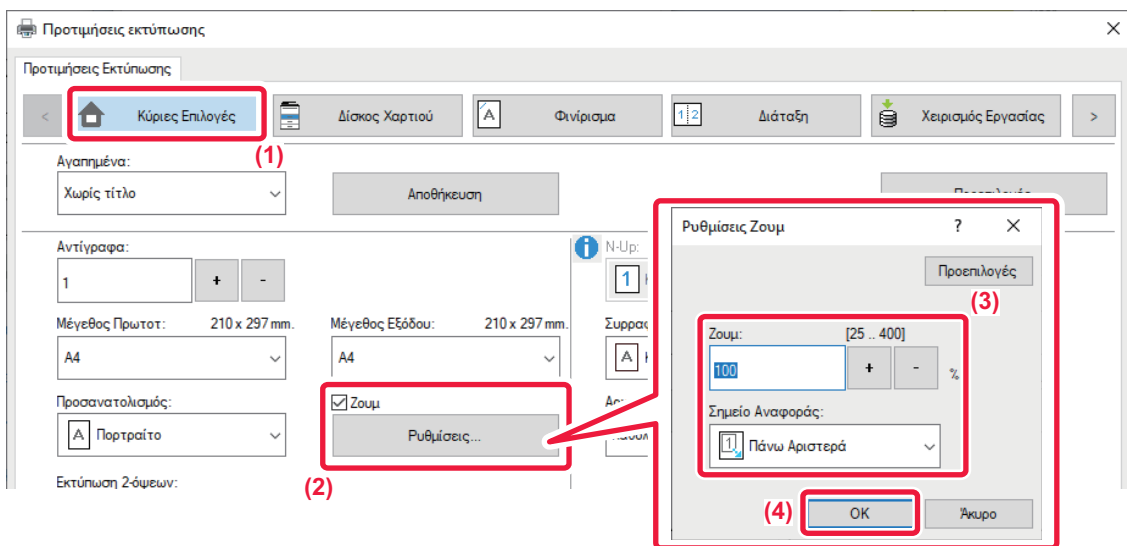 Προτιμήσεις εκτύπωσης
Προτιμήσεις Εκτύπωσης
< Κύριες Επιλογές Δίσκος Χαρτιού Φινίρισμα Διάταξη Χειρισμός Εργασίας >
(1)
Αγαπημένα:
Χωρίς τίτλο Αποθήκευση
Αντίγραφα:
1 + -
N-Up:
1
Μέγεθος Πρωτοτ: 210 x 297 mm. Μέγεθος Εξόδου: 210 x 297 mm.
A4 A4
Προσανατολισμός: Ζουμ
Πορτραίτο Ρυθμίσεις...
Εκτύπωση 2-όψεων:
(2)
Ρυθμίσεις Ζουμ ?
Προεπιλογές
(3)
Ζουμ: [25 .. 400]
100 + - %
Σημείο Αναφοράς:
Πάνω Αριστερά
(4) OK Άκυρο